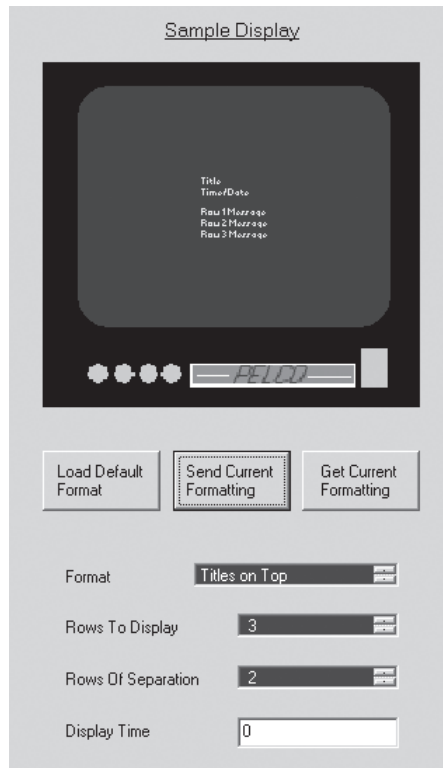 Sample Display
Title
Time/Date
Row 1 Message
Row 2 Message
Row 3 Message
PELCO
Load Default
Format
Send Current
Formatting
Get Current
Formatting
Format Titles on Top
Rows To Display 3
Rows Of Separation 2
Display Time 0